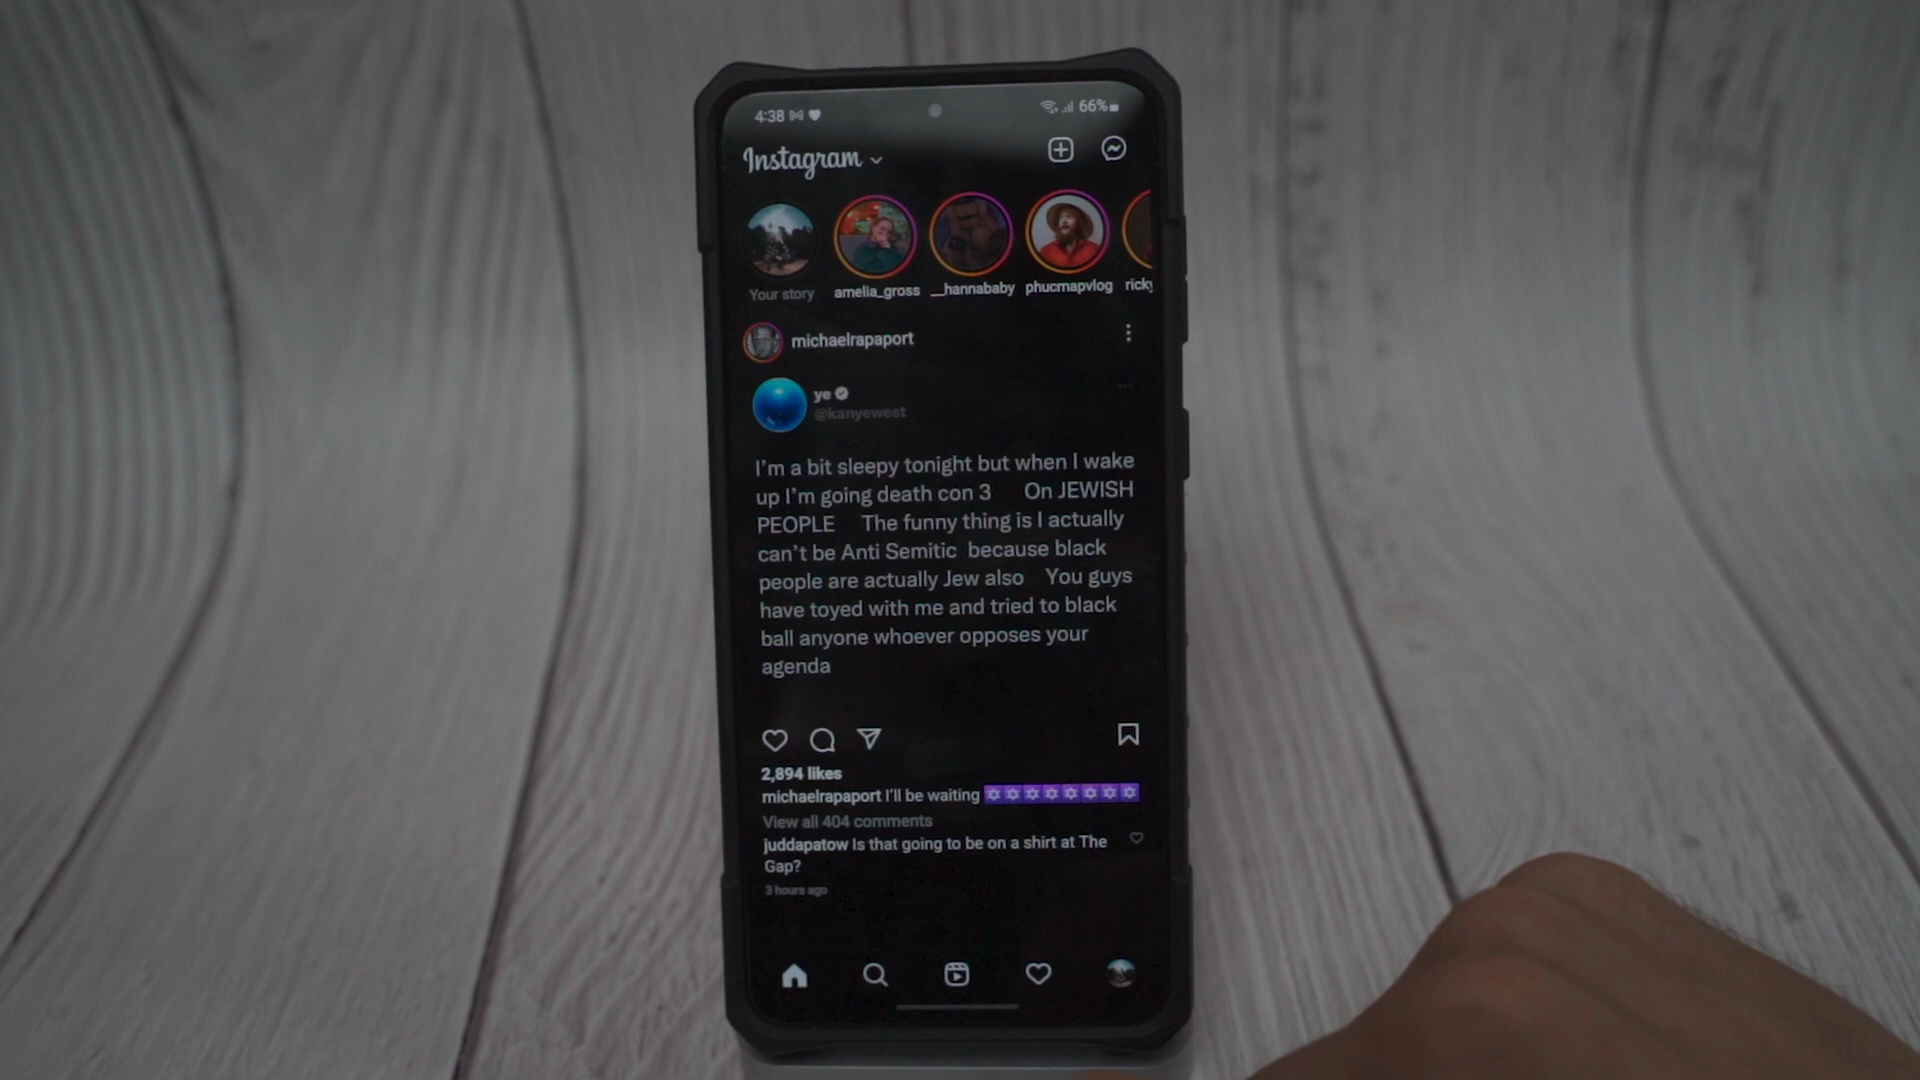 4:38
66%
Instagram
Your story
amelia_gross
__hannababy
phucmapvlog
ricky
michaelrapaport
ye
@kanyewest
I'm a bit sleepy tonight but when I wake
up I'm going death con 3 On JEWISH
PEOPLE The funny thing is I actually
can't be Anti Semitic because black
people are actually Jew also You guys
have toyed with me and tried to black
ball anyone whoever opposes your
agenda
2,894 likes
michaelrapaport I'll be waiting ✡✡✡✡✡✡✡✡
View all 404 comments
juddapatow Is that going to be on a shirt at The
Gap?
3 hours ago